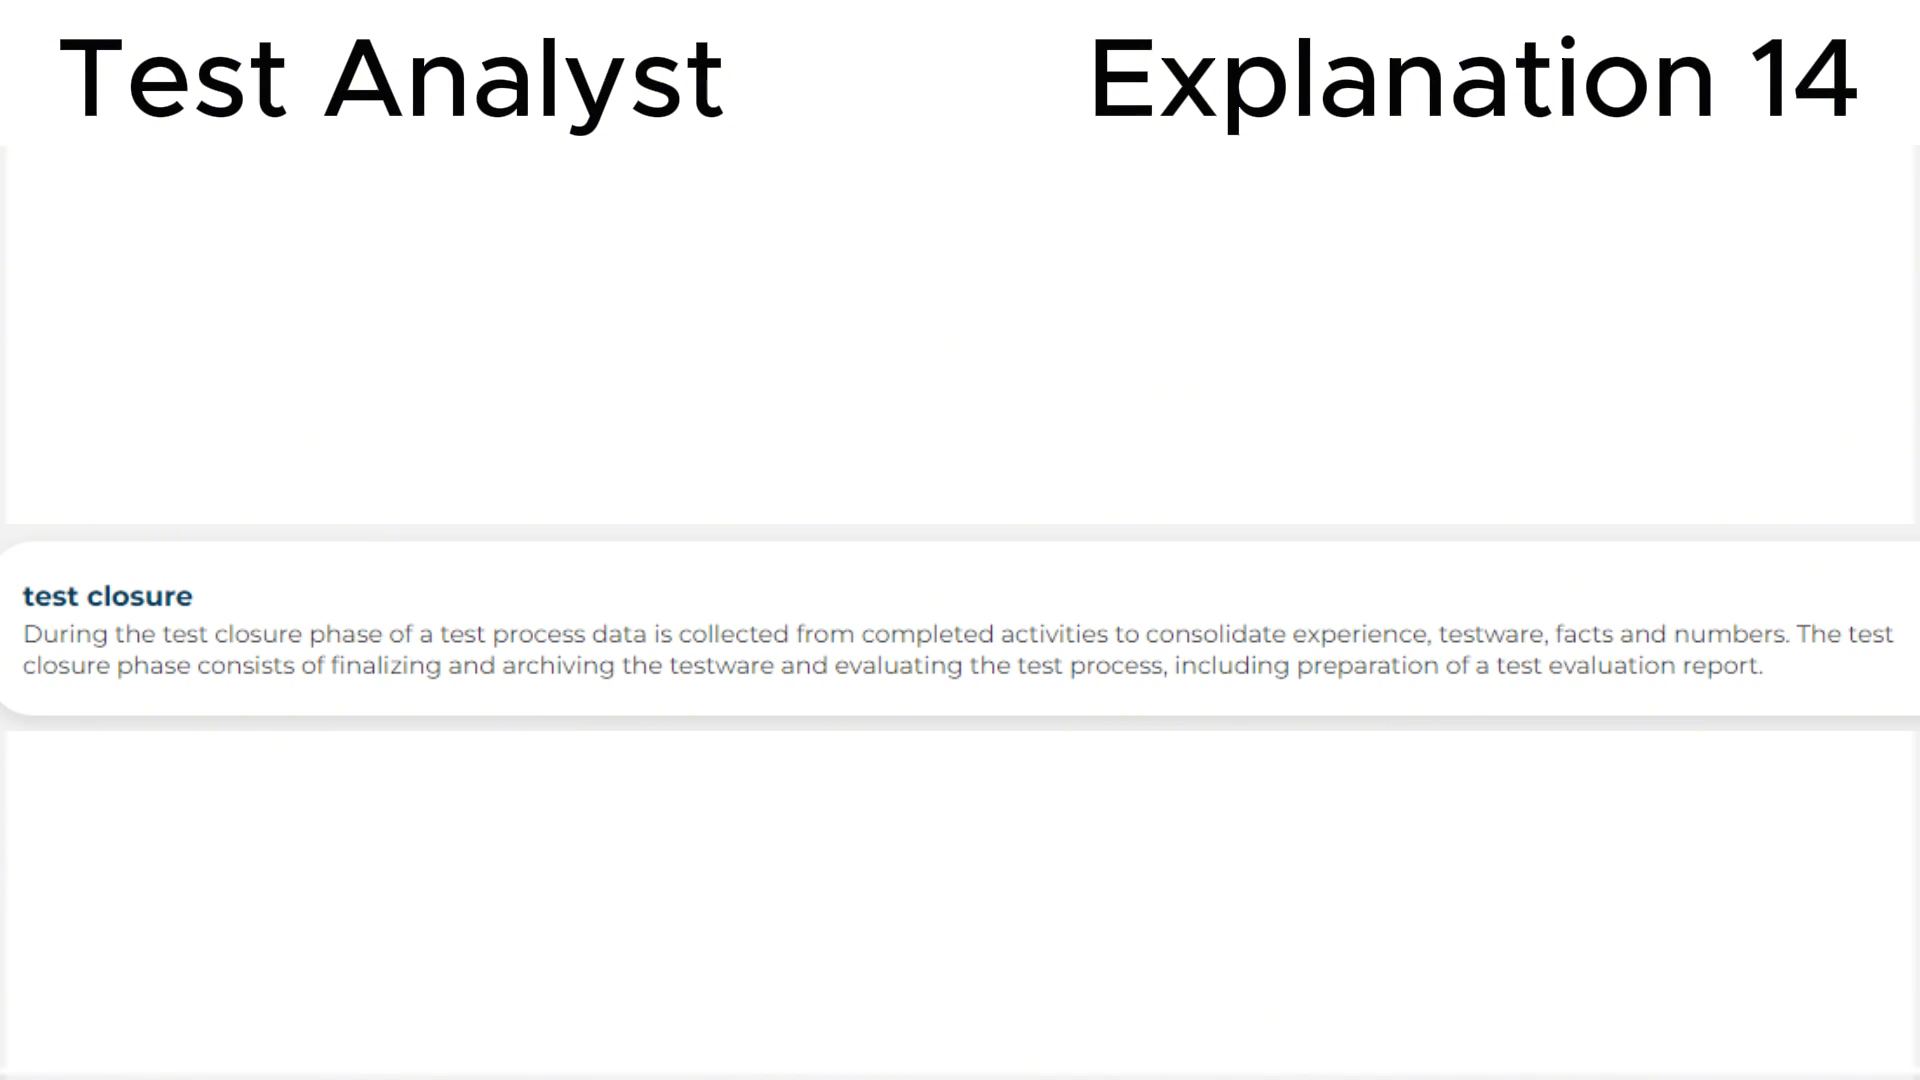 Test Analyst
Explanation 14
test closure
During the test closure phase of a test process data is collected from completed activities to consolidate experience, testware, facts and numbers. The test
closure phase consists of finalizing and archiving the testware and evaluating the test process, including preparation of a test evaluation report.